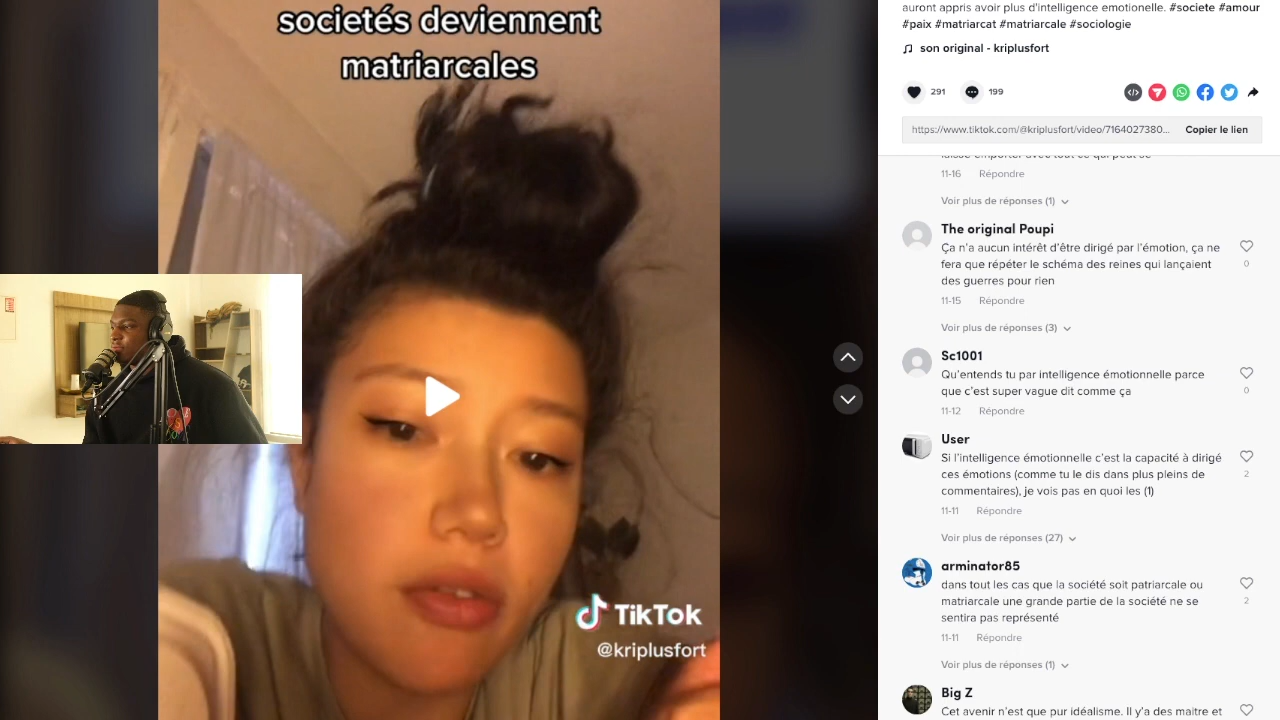 societés deviennent
matriarcales
TikTok
@kriplusfort
auront appris avoir plus d'intelligence emotionelle. #societe #amour
#paix #matriarcat #matriarcale #sociologie
son original - kriplusfort
291
199
https://www.tiktok.com/@kriplusfort/video/7164027380...
Copier le lien
laisse emporter avec tout ce qui peut se
11-16 Répondre
Voir plus de réponses (1)
The original Poupi
Ça n'a aucun intérêt d'être dirigé par l'émotion, ça ne
fera que répéter le schéma des reines qui lançaient
des guerres pour rien
0
11-15 Répondre
Voir plus de réponses (3)
Sc1001
Qu'entends tu par intelligence émotionnelle parce
que c'est super vague dit comme ça
0
11-12 Répondre
User
Si l'intelligence émotionnelle c'est la capacité à dirigé
ces émotions (comme tu le dis dans plus pleins de
commentaires), je vois pas en quoi les (1)
2
11-11 Répondre
Voir plus de réponses (27)
arminator85
dans tout les cas que la société soit patriarcale ou
matriarcale une grande partie de la société ne se
sentira pas représenté
2
11-11 Répondre
Voir plus de réponses (1)
Big Z
Cet avenir n'est que pur idéalisme. Il y'a des maitre et